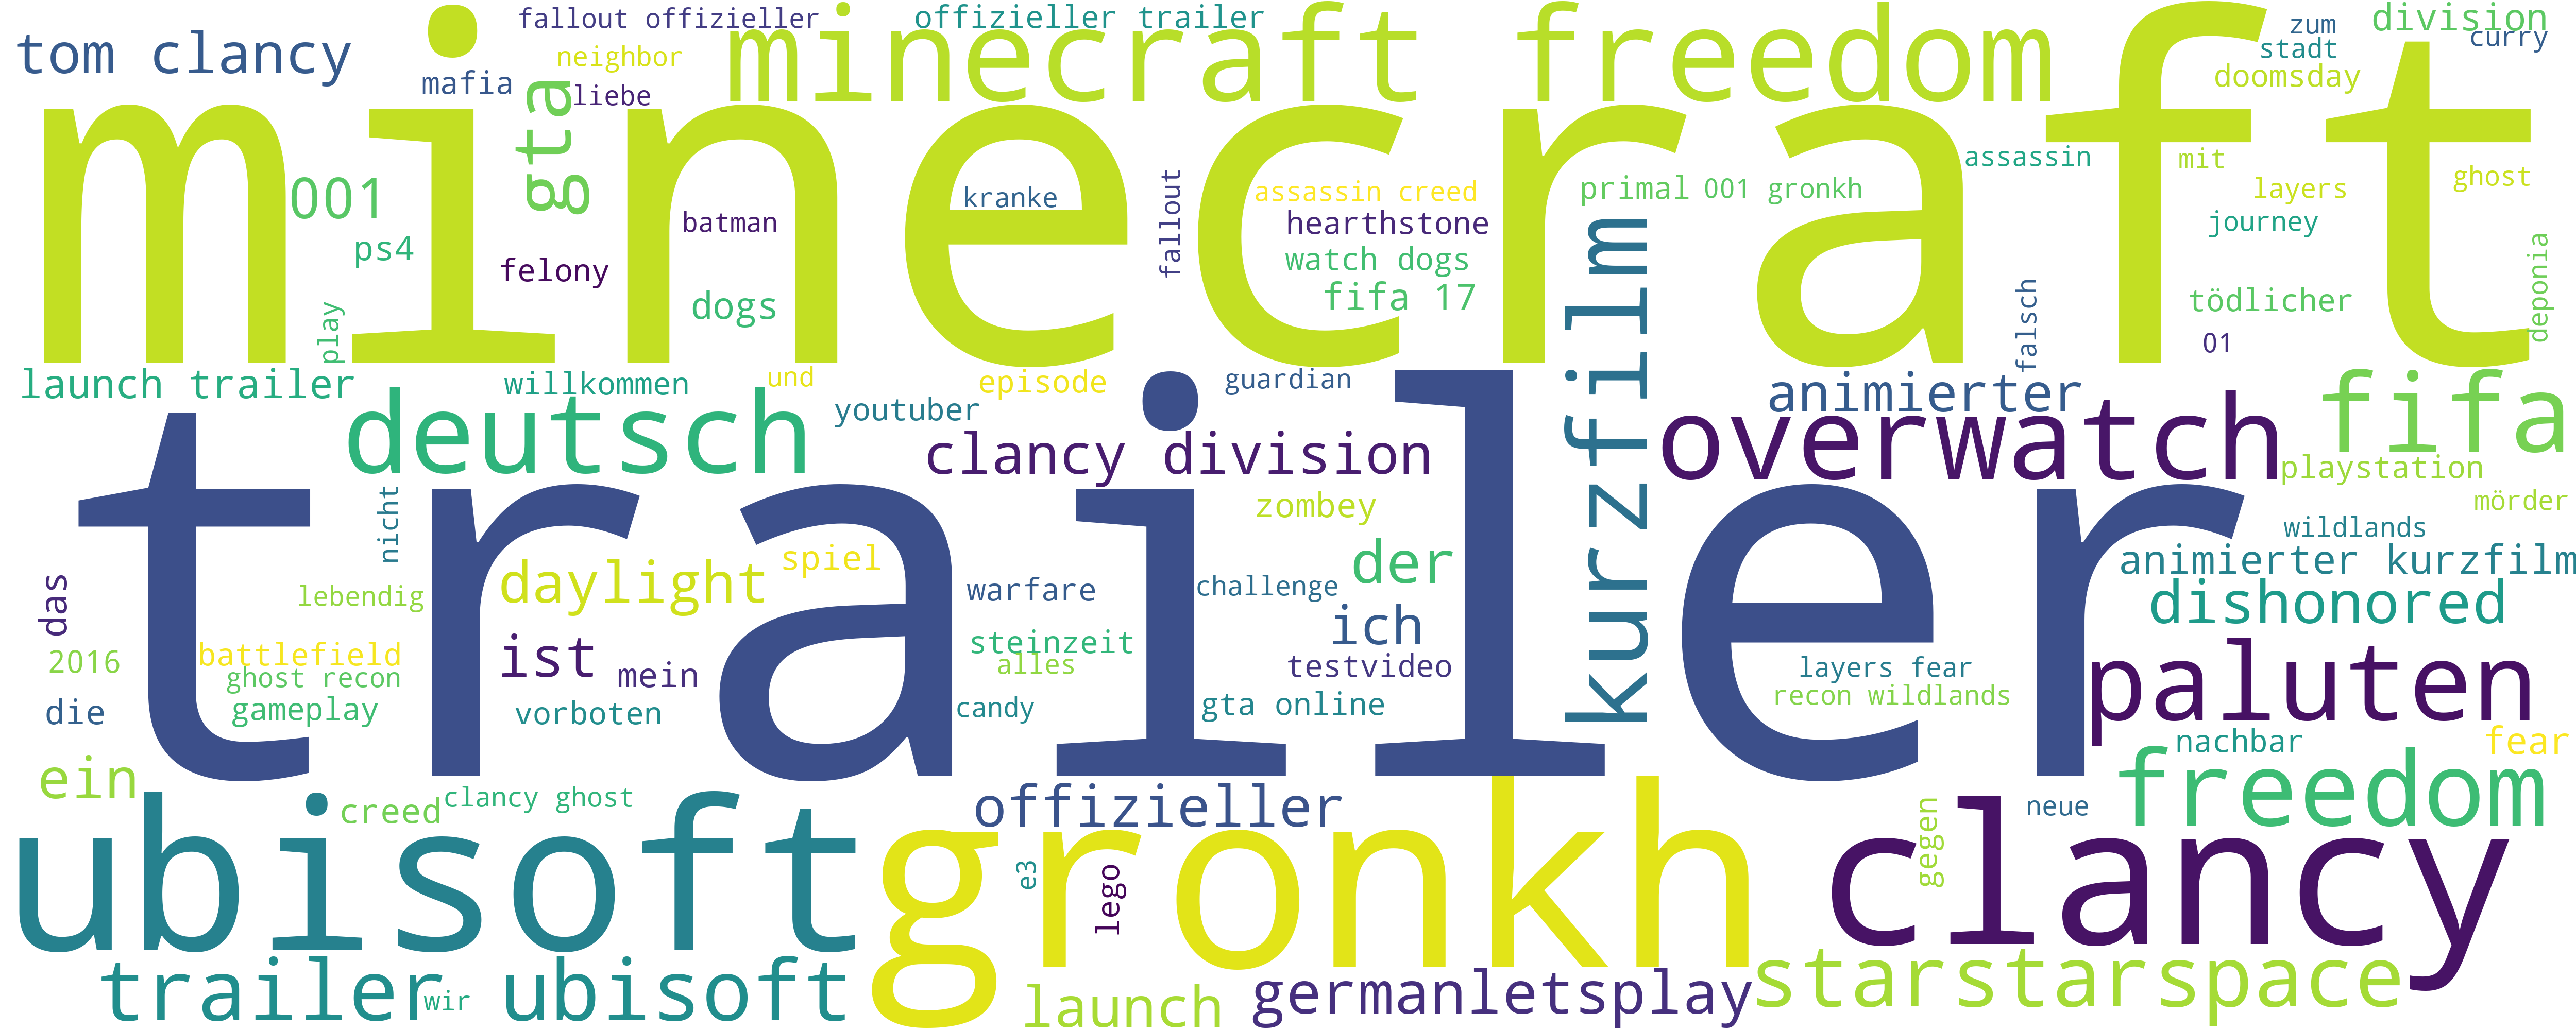 fallout offizieller
offizieller trailer
division
tom clancy
neighbor
minecraft freedom
zum
curry
stadt
mafia
gta
liebe
doomsday
minecraft
001
ps4
felony
batman
dogs
play
kranke
fallout
assassin creed
hearthstone
watch dogs
fifa 17
primal
001 gronkh
assassin
mit
layers
ghost
journey
tödlicher
01
falsch
deponia
launch trailer
willkommen
und
deutsch
youtuber
episode
guardian
clancy division
kurzfilm
animierter
overwatch
fifa
playstation
mörder
trailer
nicht
zombey
wildlands
animierter kurzfilm
das
lebendig
daylight
spiel
warfare
challenge
der
dishonored
2016
battlefield
ghost recon
gameplay
die
ist
mein
vorboten
steinzeit
alles
candy
ich
testvideo
gta online
layers fear
recon wildlands
paluten
nachbar
fear
ein
creed
clancy ghost
offizieller
neue
freedom
gegen
ubisoft
gronkh
e3
lego
clancy
trailer ubisoft
wir
launch
germanletsplay
starstarspace